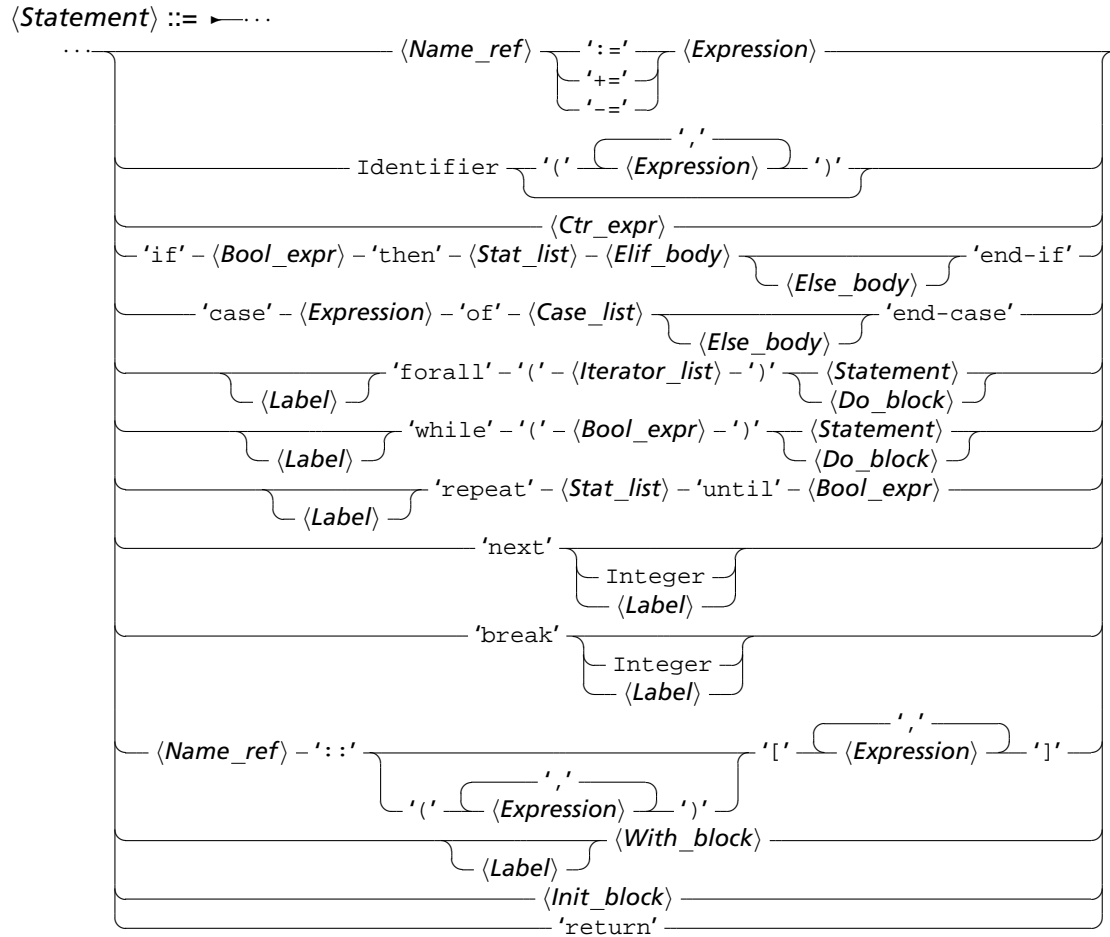 ⟨Statement⟩ ::= ···
··· ⟨Name_ref⟩ ':=' ⟨Expression⟩
'+='
'-='
','
Identifier '(' ⟨Expression⟩ ')'
⟨Ctr_expr⟩
'if' ⟨Bool_expr⟩ 'then' ⟨Stat_list⟩ ⟨Elif_body⟩ 'end-if'
⟨Else_body⟩
'case' ⟨Expression⟩ 'of' ⟨Case_list⟩ 'end-case'
⟨Else_body⟩
'forall' '(' ⟨Iterator_list⟩ ')' ⟨Statement⟩
⟨Label⟩ ⟨Do_block⟩
'while' '(' ⟨Bool_expr⟩ ')' ⟨Statement⟩
⟨Label⟩ ⟨Do_block⟩
'repeat' ⟨Stat_list⟩ 'until' ⟨Bool_expr⟩
⟨Label⟩
'next'
Integer
⟨Label⟩
'break'
Integer
⟨Label⟩
','
⟨Name_ref⟩ '::' '[' ⟨Expression⟩ ']'
','
'(' ⟨Expression⟩ ')'
⟨With_block⟩
⟨Label⟩
⟨Init_block⟩
'return'